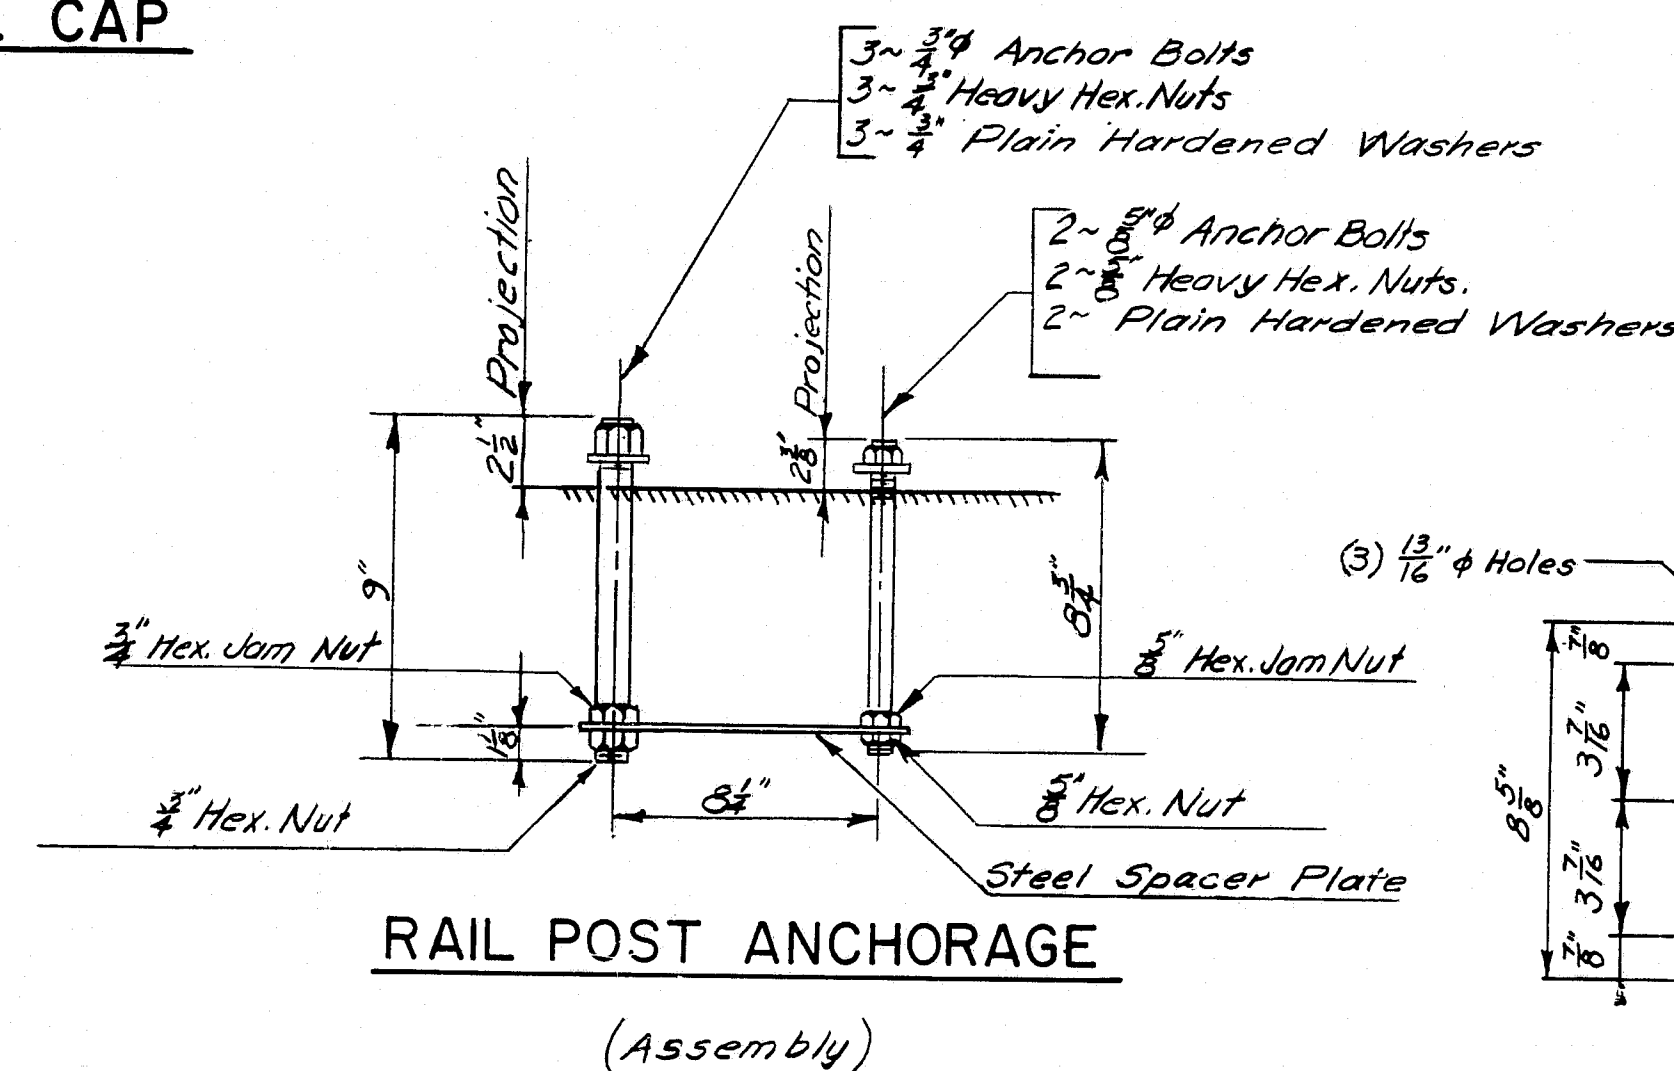 CAP
3~ 3/4"ϕ Anchor Bolts
3~ 3/4" Heavy Hex. Nuts
3~ 3/4" Plain Hardened Washers
2~ 5/8"ϕ Anchor Bolts
2~ 5/8" Heavy Hex. Nuts.
2~ Plain Hardened Washers
Projection
Projection
2 1/2"
2 3/8"
9"
8 3/4"
(3) 13/16"ϕ Holes
3/4" Hex. Jam Nut
5/8" Hex. Jam Nut
7/8"
3 7/16"
8 5/8"
3 7/16"
7/8"
1 1/8"
8 1/4"
3/4" Hex. Nut
5/8" Hex. Nut
Steel Spacer Plate
RAIL POST ANCHORAGE
(Assembly)